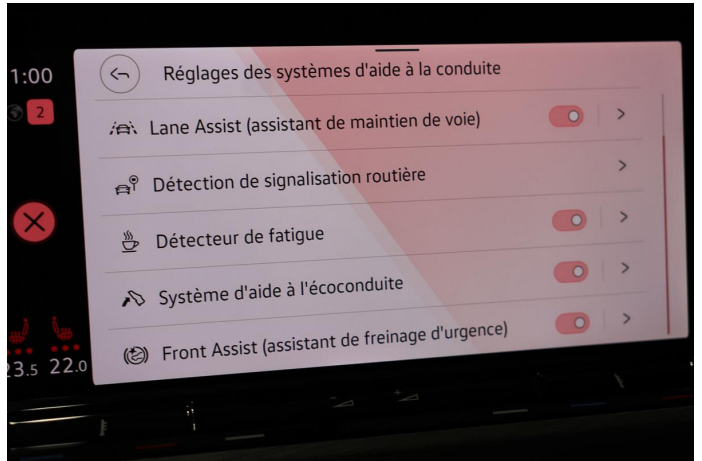 1:00
2
Réglages des systèmes d'aide à la conduite
Lane Assist (assistant de maintien de voie)
Détection de signalisation routière
Détecteur de fatigue
Système d'aide à l'écoconduite
Front Assist (assistant de freinage d'urgence)
23.5 22.0